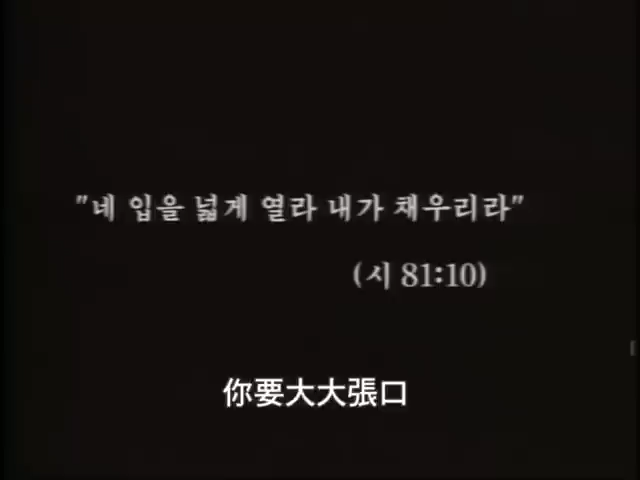 "네 입을 넓게 열라 내가 채우리라"
(시 81:10)
你要大大張口